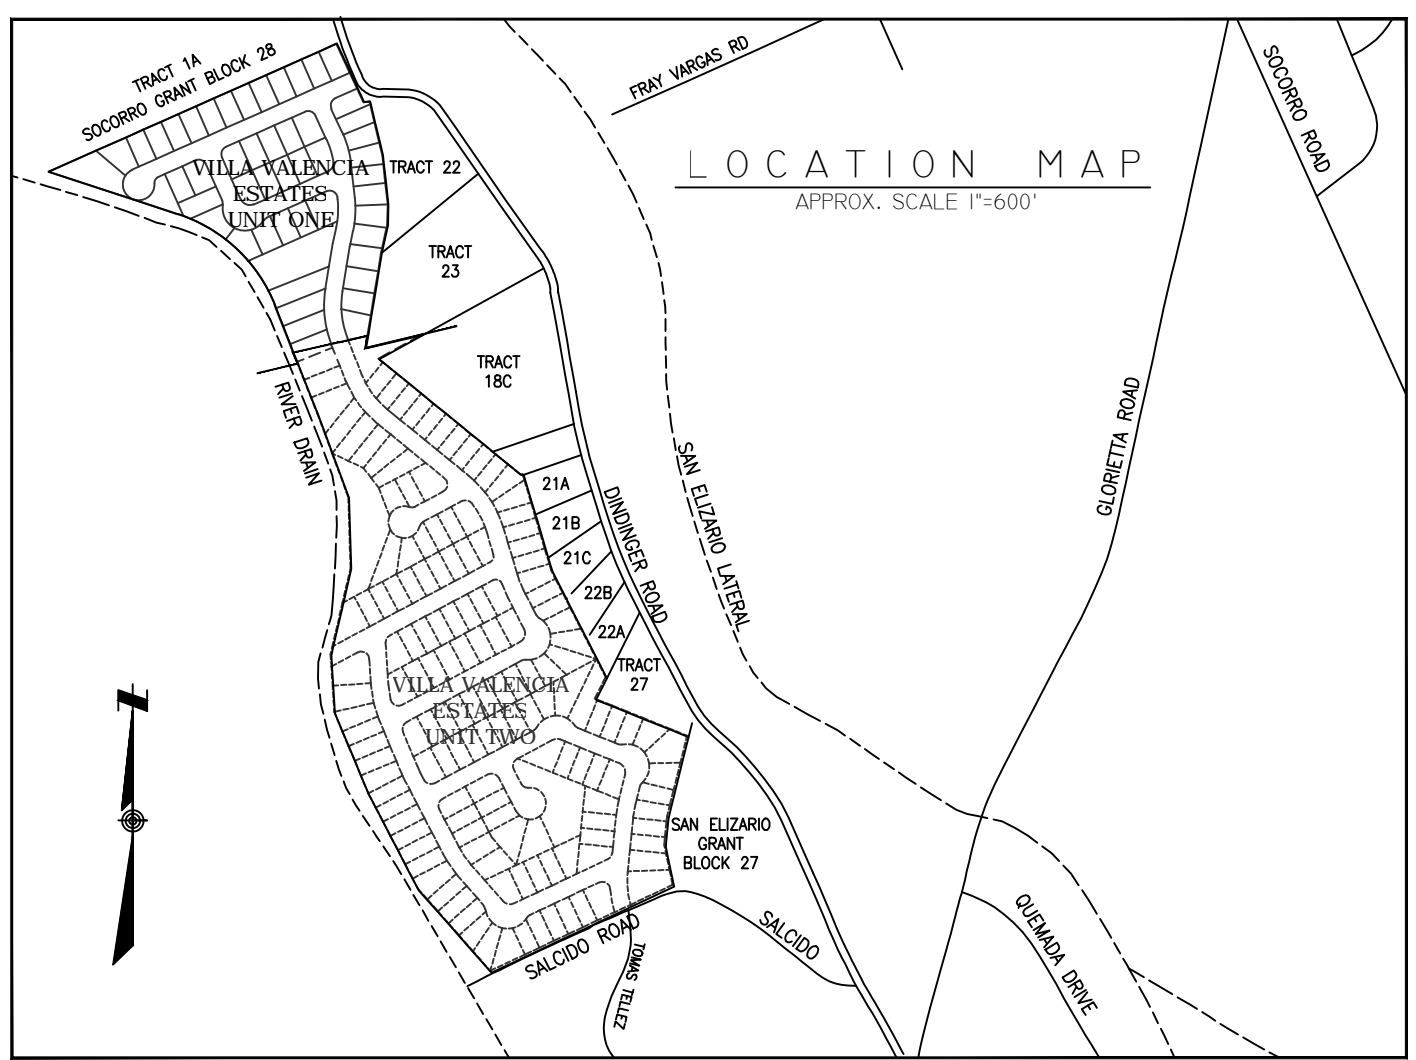 TRACT 1A
SOCORRO GRANT BLOCK 28
FRAY VARGAS RD
SOCORRO ROAD
LOCATION MAP
APPROX. SCALE 1"=600'
VILLA VALENCIA
ESTATES
UNIT ONE
TRACT 22
TRACT
23
TRACT
18C
RIVER DRAIN
GLORIETTA ROAD
SAN ELIZARIO LATERAL
DINDINGER ROAD
21A
21B
21C
22B
22A
TRACT
27
VILLA VALENCIA
ESTATES
UNIT TWO
N
SAN ELIZARIO
GRANT
BLOCK 27
SALCIDO
SALCIDO ROAD
TOMAS TELLEZ
QUEMADA DRIVE